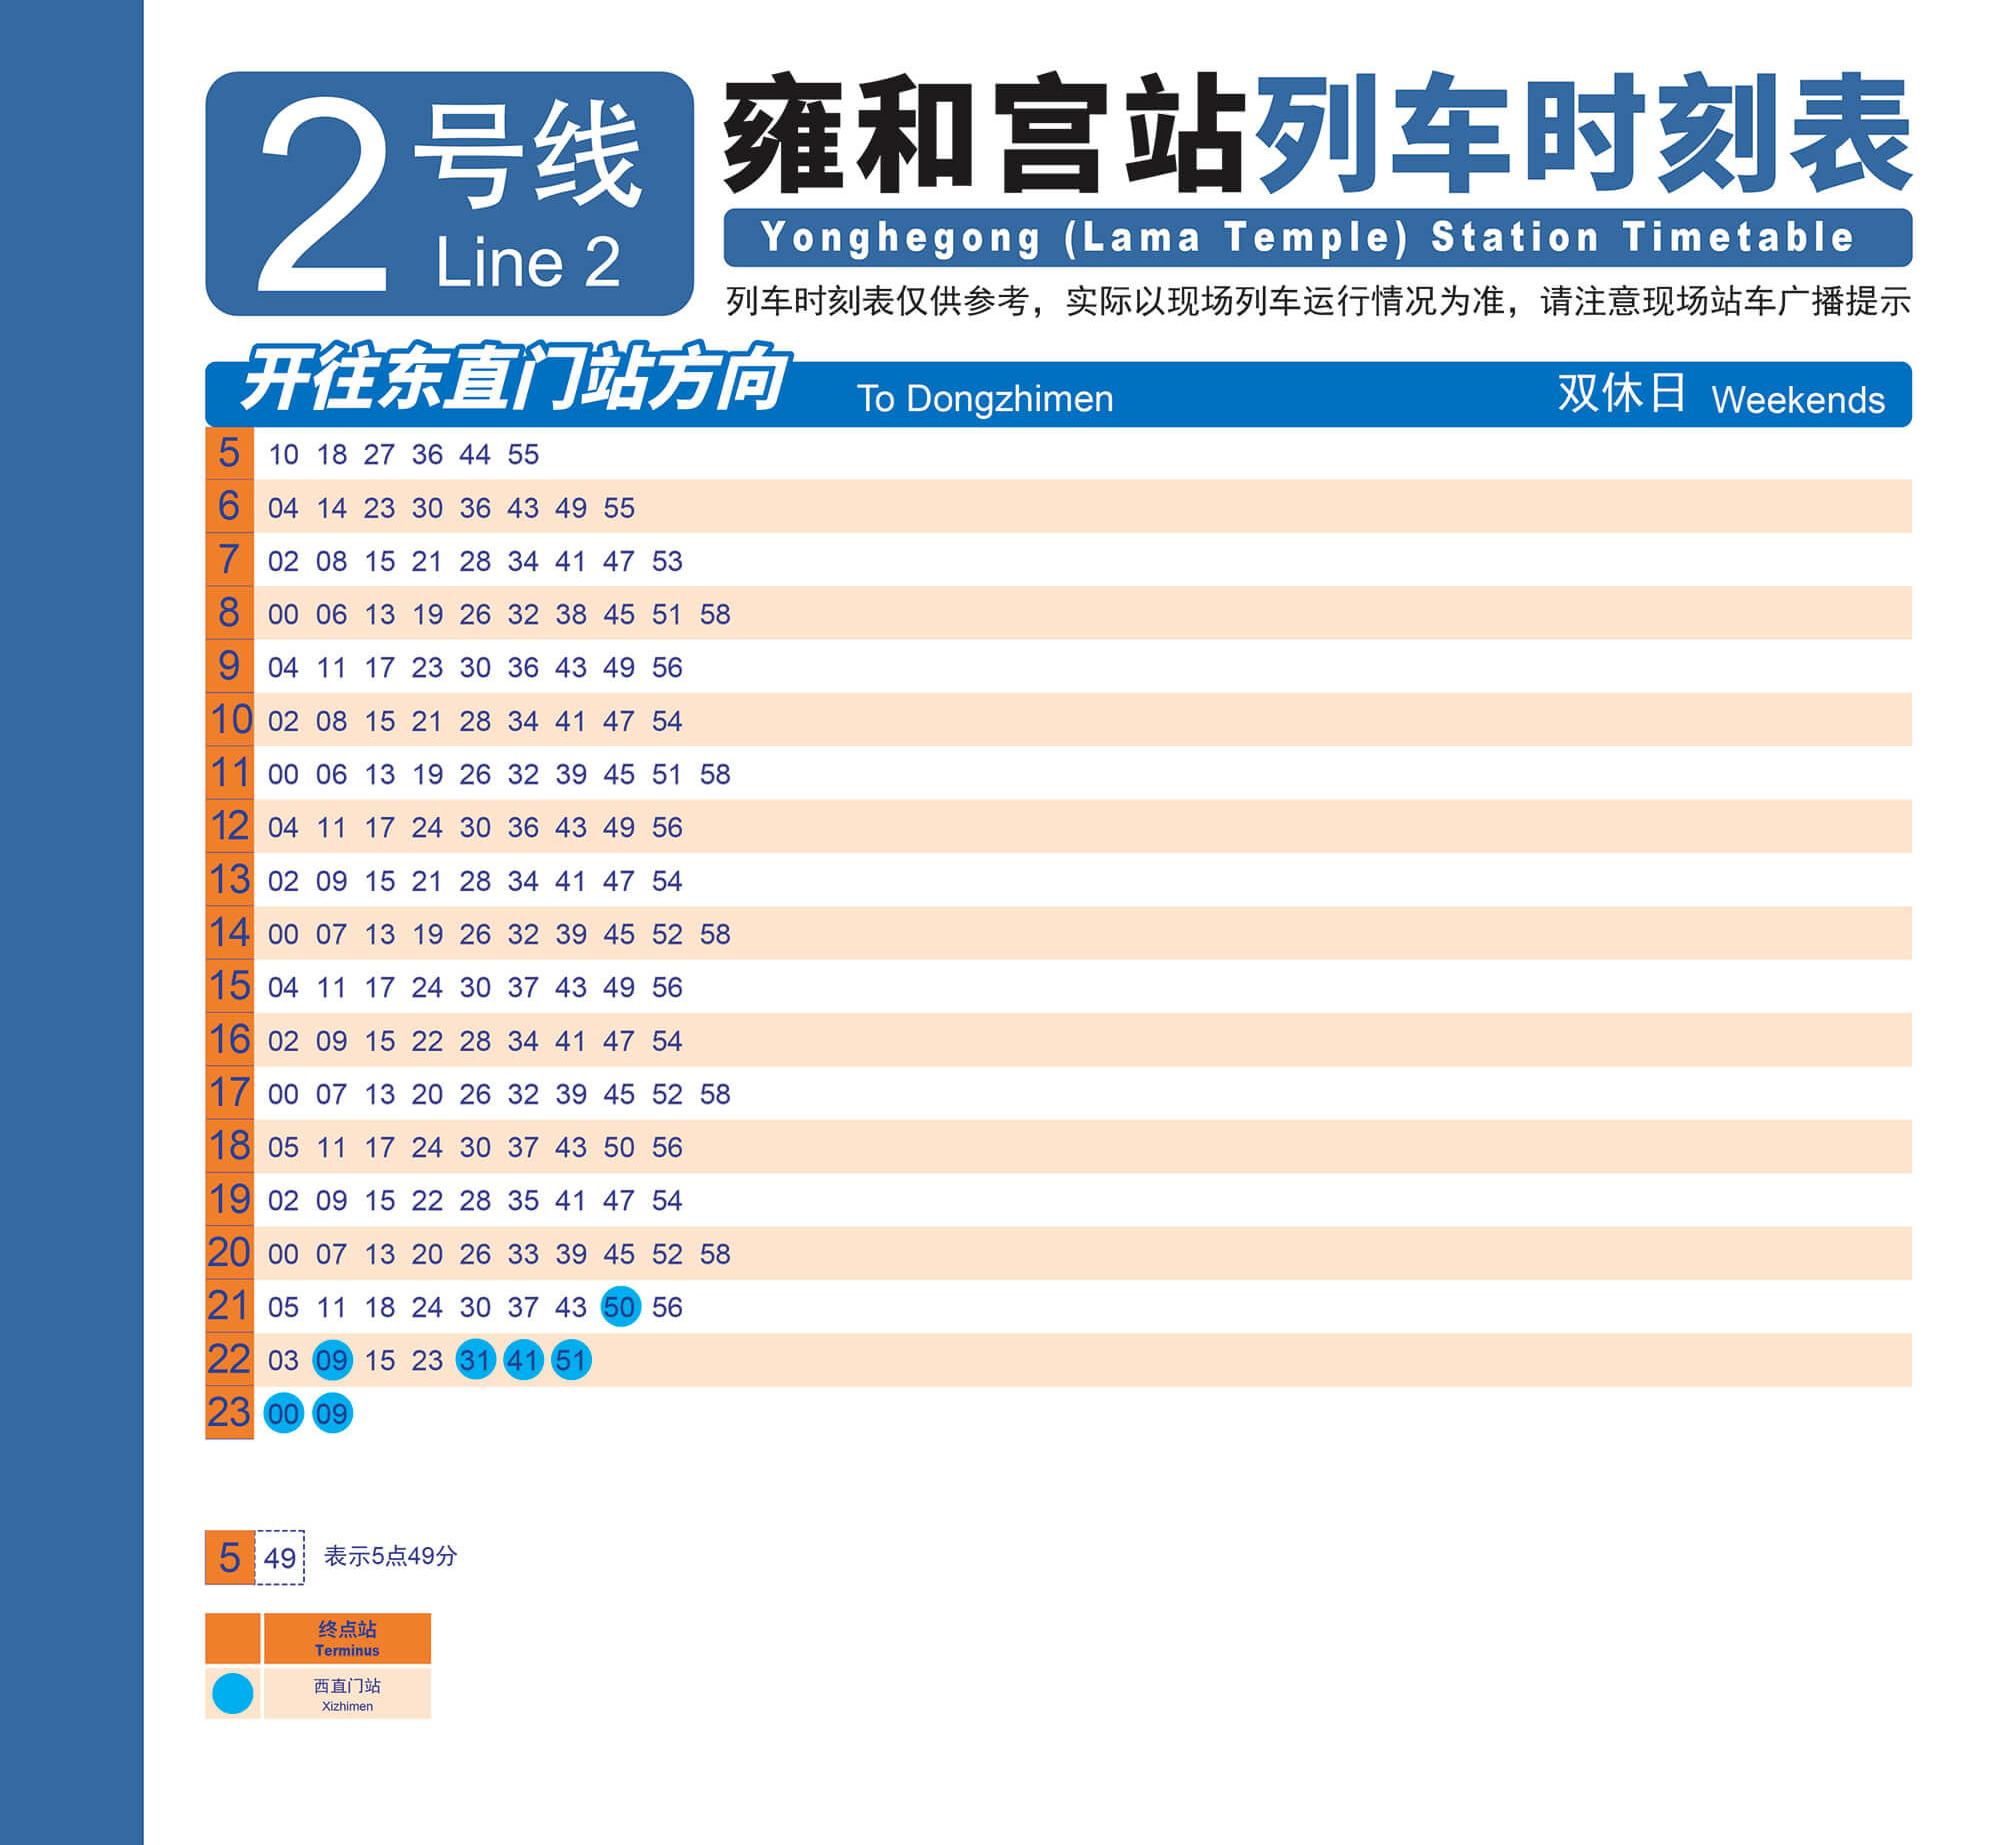 2号线
Line 2
雍和宫站列车时刻表
Yonghegong (Lama Temple) Station Timetable
列车时刻表仅供参考，实际以现场列车运行情况为准，请注意现场站车广播提示
开往东直门站方向 To Dongzhimen 双休日 Weekends
5 10 18 27 36 44 55
6 04 14 23 30 36 43 49 55
7 02 08 15 21 28 34 41 47 53
8 00 06 13 19 26 32 38 45 51 58
9 04 11 17 23 30 36 43 49 56
10 02 08 15 21 28 34 41 47 54
11 00 06 13 19 26 32 39 45 51 58
12 04 11 17 24 30 36 43 49 56
13 02 09 15 21 28 34 41 47 54
14 00 07 13 19 26 32 39 45 52 58
15 04 11 17 24 30 37 43 49 56
16 02 09 15 22 28 34 41 47 54
17 00 07 13 20 26 32 39 45 52 58
18 05 11 17 24 30 37 43 50 56
19 02 09 15 22 28 35 41 47 54
20 00 07 13 20 26 33 39 45 52 58
21 05 11 18 24 30 37 43 50 56
22 03 09 15 23 31 41 51
23 00 09
5 49 表示5点49分
终点站
Terminus
西直门站
Xizhimen